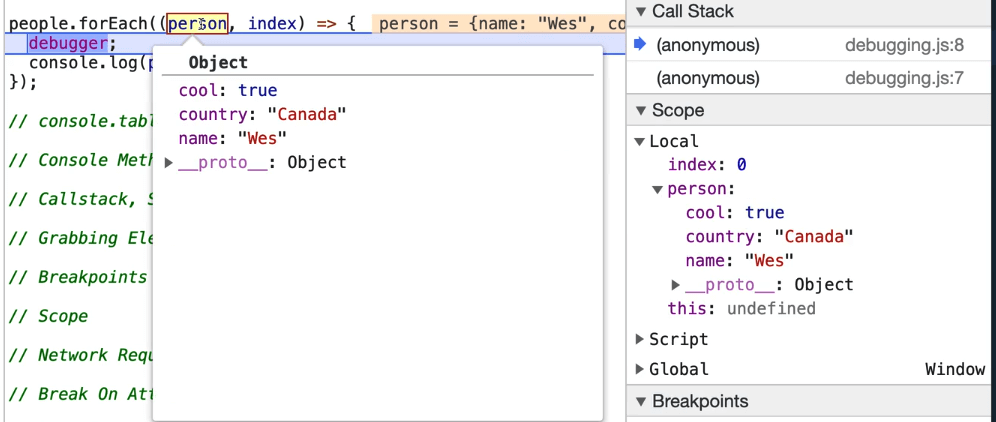 people.forEach((person, index) => { person = {name: "Wes", co
debugger;
console.log(
});
// console.tabl
// Console Meth
// Callstack, S
// Grabbing Ele
// Breakpoints
// Scope
// Network Requ
// Break On Att
Object
cool: true
country: "Canada"
name: "Wes"
__proto__: Object
Call Stack
(anonymous) debugging.js:8
(anonymous) debugging.js:7
Scope
Local
index: 0
person:
cool: true
country: "Canada"
name: "Wes"
__proto__: Object
this: undefined
Script
Global Window
Breakpoints